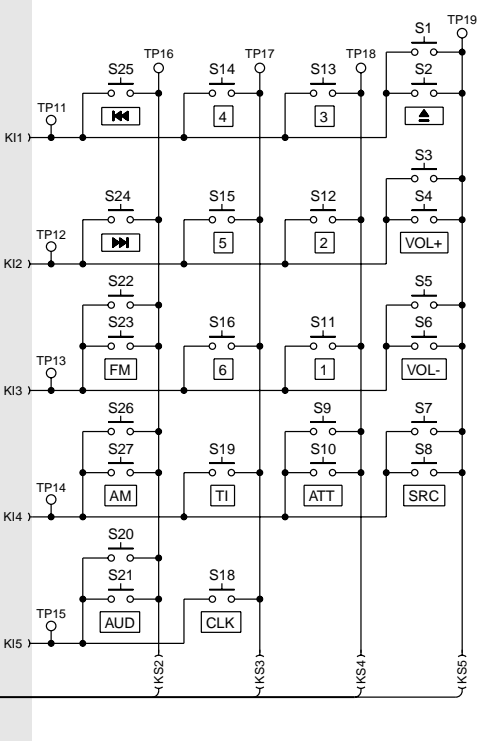 S1 TP19
TP16 TP17 TP18
S25 S14 S13 S2
TP11
4 3
KI1
S3
S24 S15 S12 S4
TP12
5 2 VOL+
KI2
S22 S5
S23 S16 S11 S6
TP13
FM 6 1 VOL-
KI3
S26 S9 S7
S27 S19 S10 S8
TP14
AM TI ATT SRC
KI4
S20
S21 S18
TP15
AUD CLK
KI5
KS2 KS3 KS4 KS5